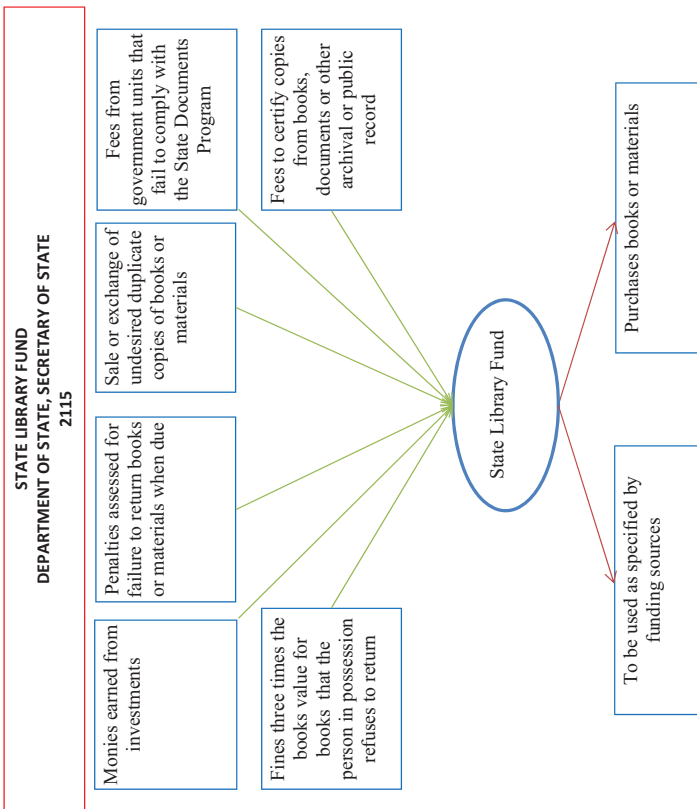 STATE LIBRARY FUND
DEPARTMENT OF STATE, SECRETARY OF STATE
2115
Monies earned from
investments
Penalties assessed for
failure to return books
or materials when due
Sale or exchange of
undesired duplicate
copies of books or
materials
Fees from
government units that
fail to comply with
the State Documents
Program
Fines three times the
books value for
books that the
person in possession
refuses to return
Fees to certify copies
from books,
documents or other
archival or public
record
State Library Fund
To be used as specified by
funding sources
Purchases books or materials